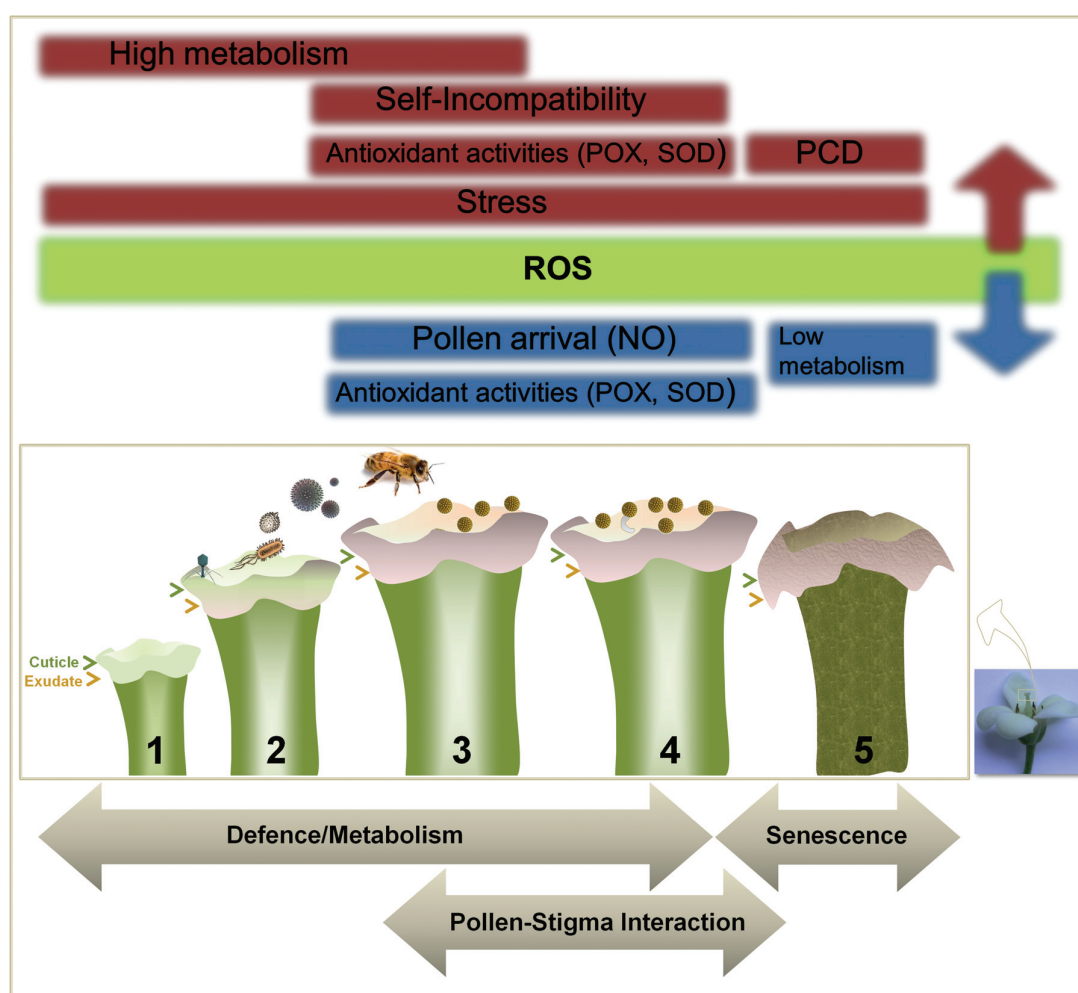 High metabolism
Self-Incompatibility
Antioxidant activities (POX, SOD)
PCD
Stress
ROS
Pollen arrival (NO)
Low
metabolism
Antioxidant activities (POX, SOD)
Cuticle
Exudate
1
2
3
4
5
Defence/Metabolism
Senescence
Pollen-Stigma Interaction